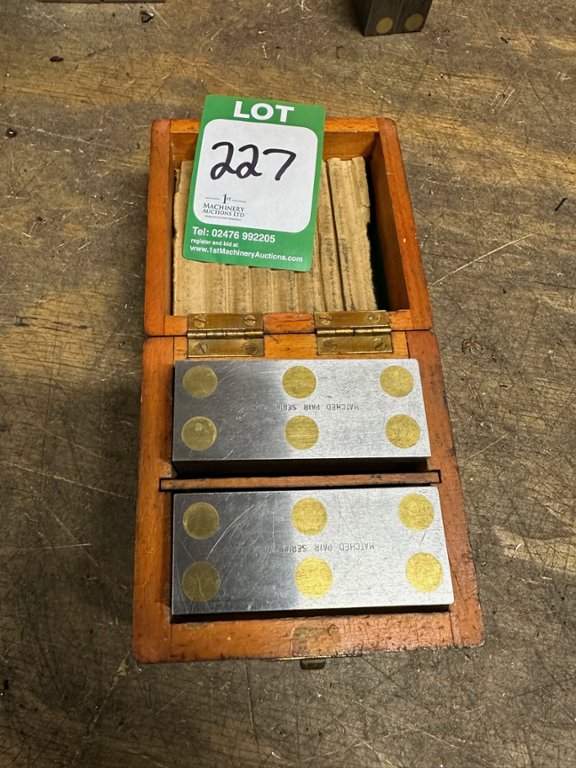 LOT
227
1ST
MACHINERY
AUCTIONS LTD
Tel: 02476 992205
register and bid at
www.1stMachineryAuctions.com
MATCHED PAIR
MATCHED PAIR